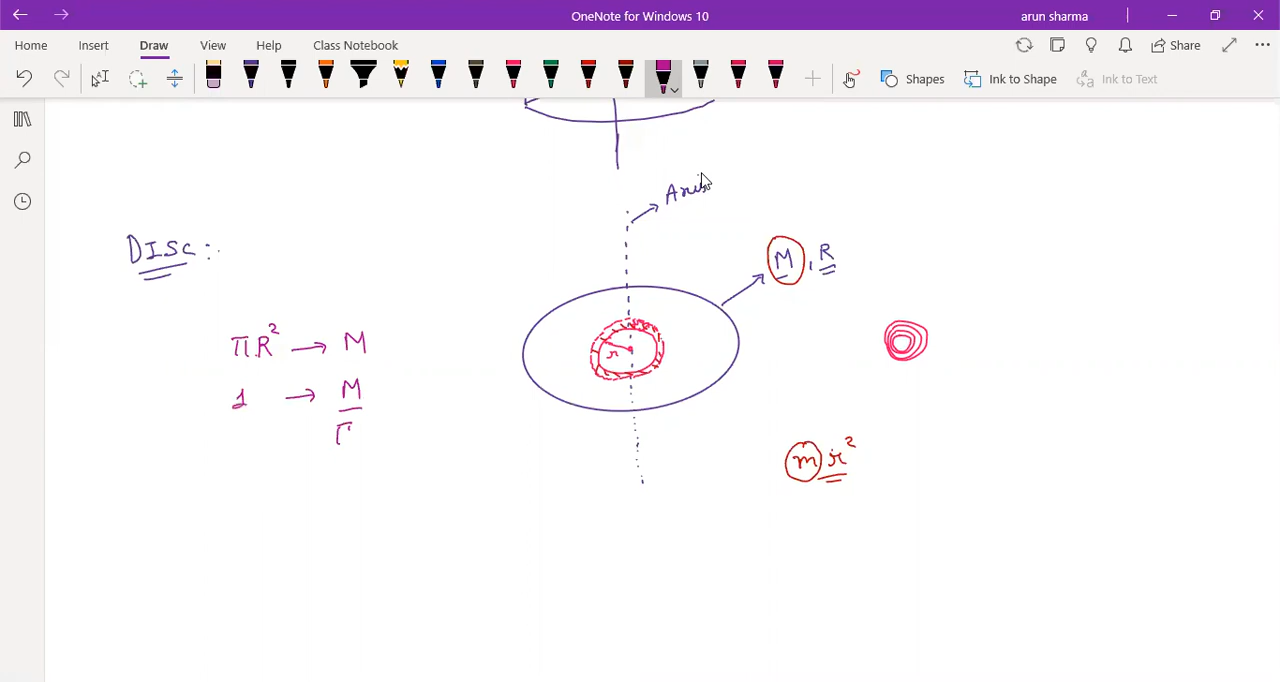 OneNote for Windows 10
arun sharma
Home Insert Draw View Help Class Notebook
Share
Shapes Ink to Shape Ink to Text
Axis
DISC :
M , R
πR² → M
r
1 → M
m r²